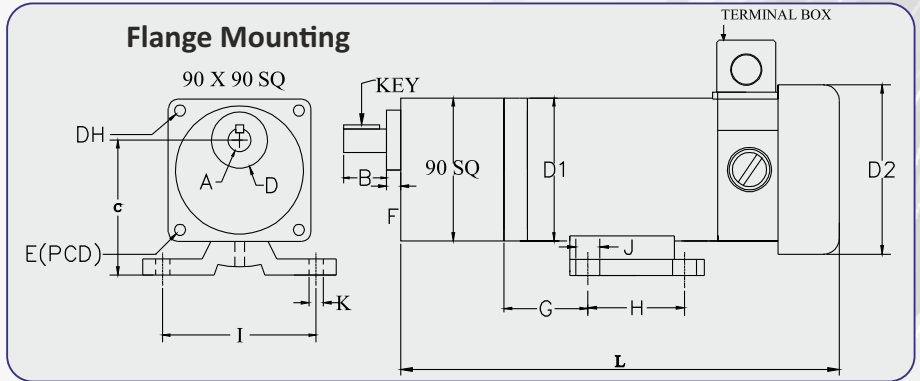 Flange Mounting
TERMINAL BOX
90 X 90 SQ
KEY
DH
A
D
C
E(PCD)
K
I
B
F
90 SQ
D1
D2
J
G
H
L